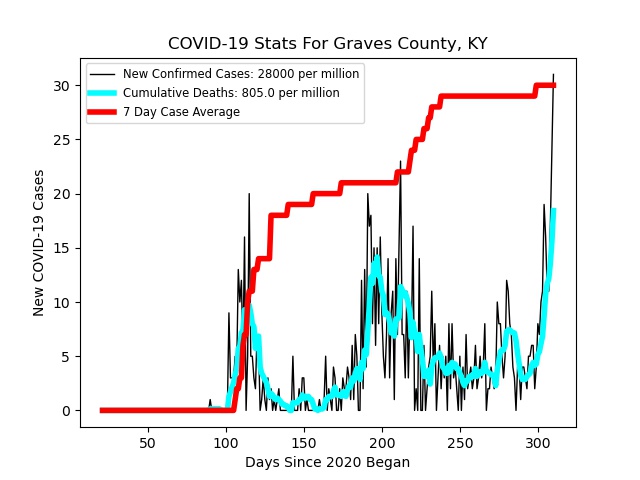 COVID-19 Stats For Graves County, KY
New Confirmed Cases: 28000 per million
Cumulative Deaths: 805.0 per million
7 Day Case Average
New COVID-19 Cases
30
25
20
15
10
5
0
50 100 150 200 250 300
Days Since 2020 Began